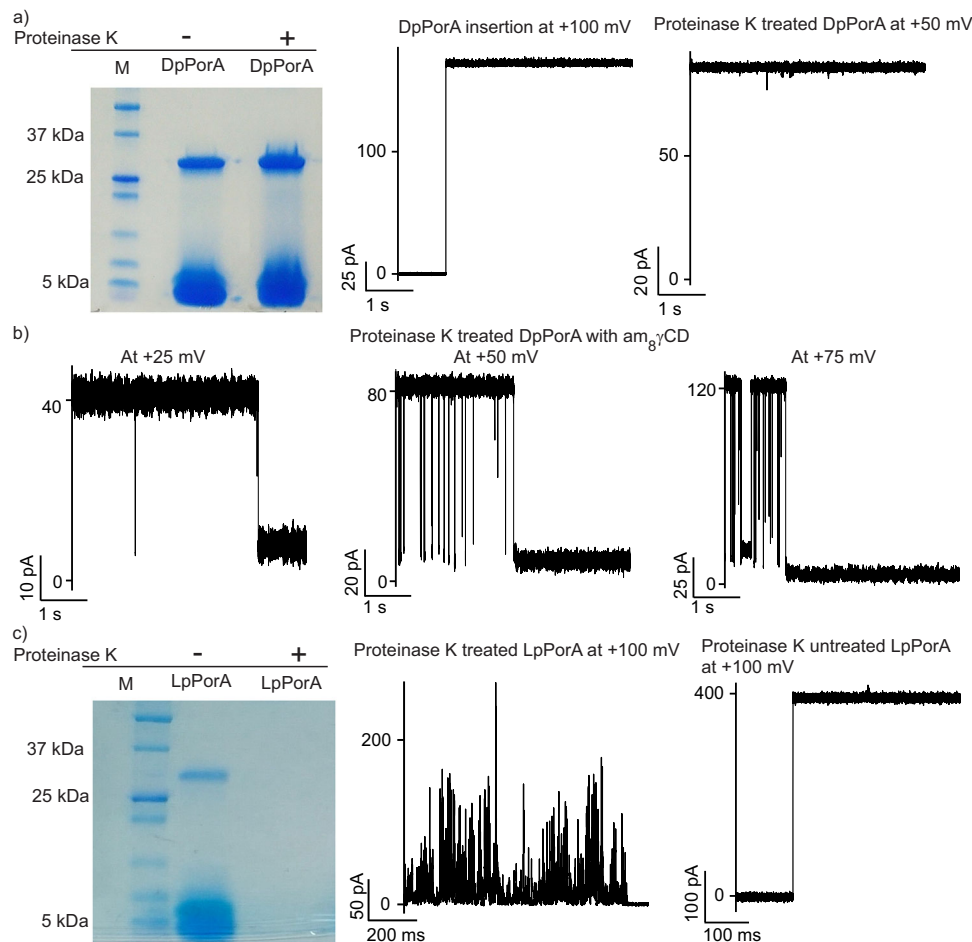 a)
Proteinase K - +
M DpPorA DpPorA
37 kDa
25 kDa
5 kDa
DpPorA insertion at +100 mV
100
0
25 pA
1 s
Proteinase K treated DpPorA at +50 mV
50
0
20 pA
1 s
b)
Proteinase K treated DpPorA with am₈γCD
At +25 mV
40
0
10 pA
1 s
At +50 mV
80
0
20 pA
1 s
At +75 mV
120
0
25 pA
1 s
c)
Proteinase K - +
M LpPorA LpPorA
37 kDa
25 kDa
5 kDa
Proteinase K treated LpPorA at +100 mV
200
0
50 pA
200 ms
Proteinase K untreated LpPorA
at +100 mV
400
0
100 pA
100 ms